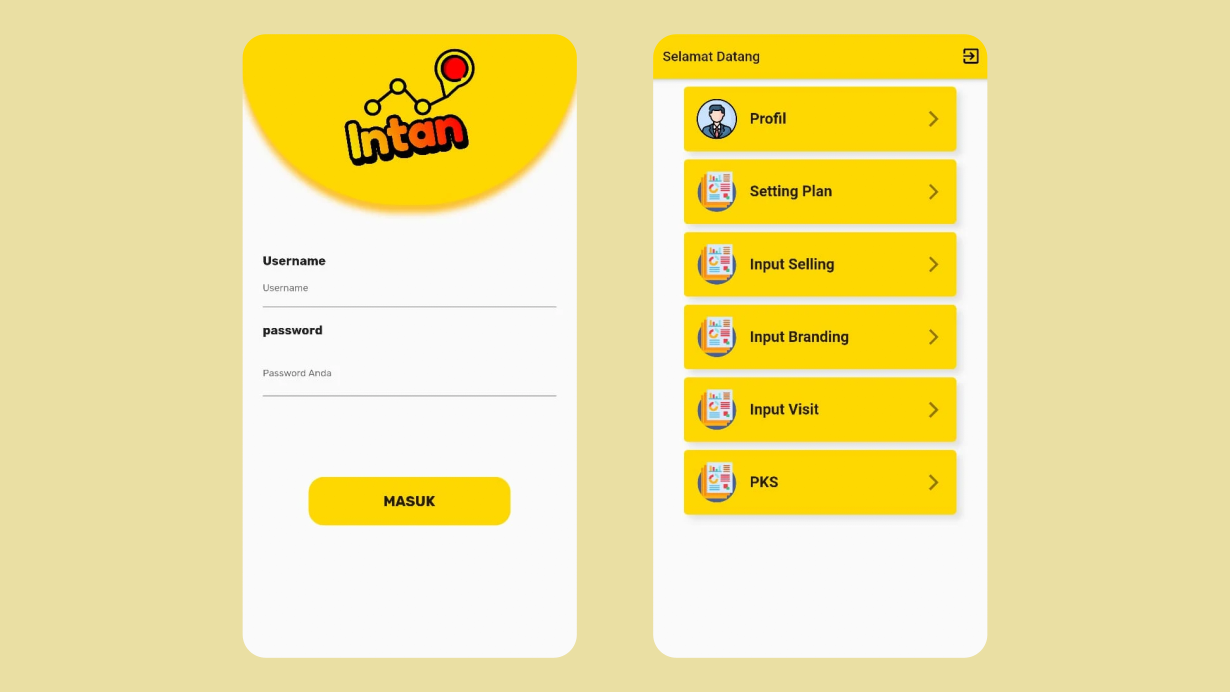 Intan
Username
Username
password
Password Anda
MASUK
Selamat Datang
Profil
Setting Plan
Input Selling
Input Branding
Input Visit
PKS